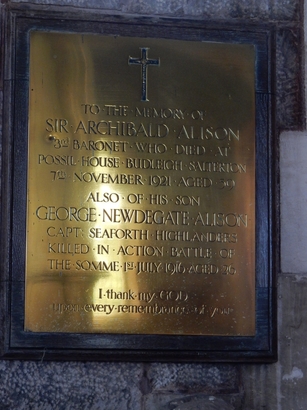 TO THE MEMORY OF
SIR · ARCHIBALD · ALISON
3RD BARONET · WHO DIED AT
POSSIL · HOUSE · BUDLEIGH · SALTERTON
7TH NOVEMBER 1921 · AGED
ALSO · OF HIS SON
GEORGE · NEWDEGATE · ALISON
CAPT. SEAFORTH HIGHLANDERS
KILLED · IN · ACTION BATTLE OF
THE SOMME · 1ST JULY 1916 AGED 26
I · thank · my · GOD
upon · every · remembrance · of · you